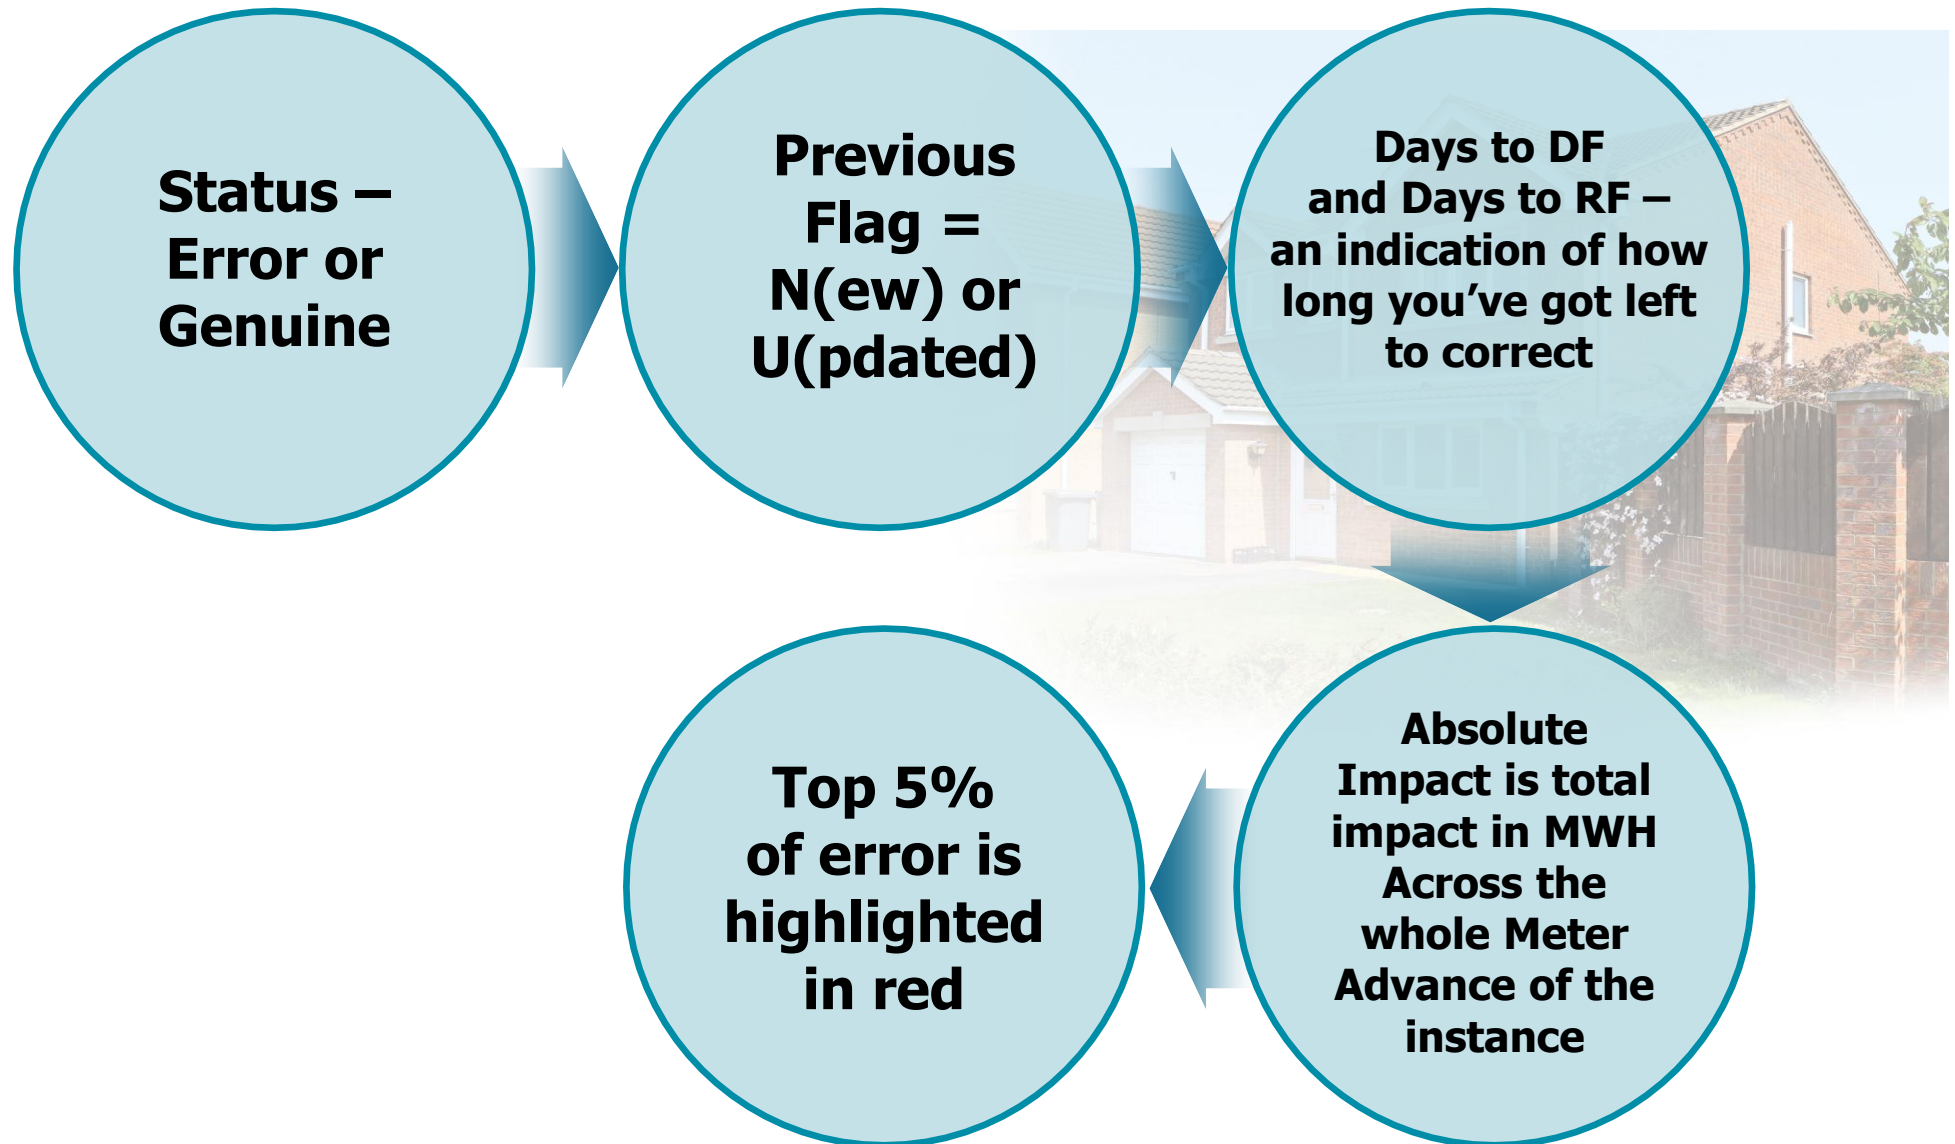 Status –
Error or
Genuine
Previous
Flag =
N(ew) or
U(pdated)
Days to DF
and Days to RF –
an indication of how
long you’ve got left
to correct
Absolute
Impact is total
impact in MWH
Across the
whole Meter
Advance of the
instance
Top 5%
of error is
highlighted
in red